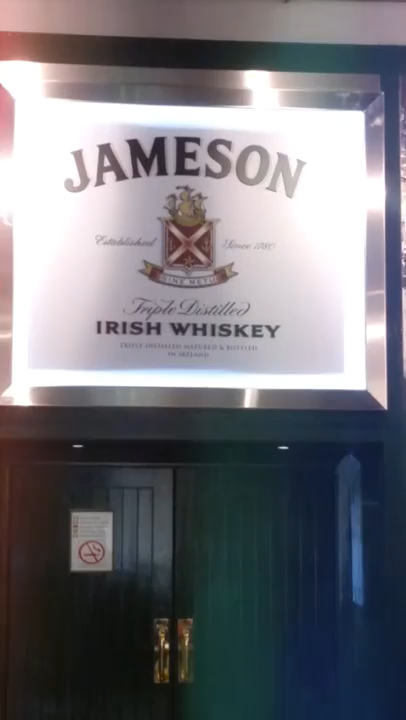 JAMESON
Established Since 1780
SINE METU
Triple Distilled
IRISH WHISKEY
TRIPLE DISTILLED MATURED & BOTTLED
IN IRELAND